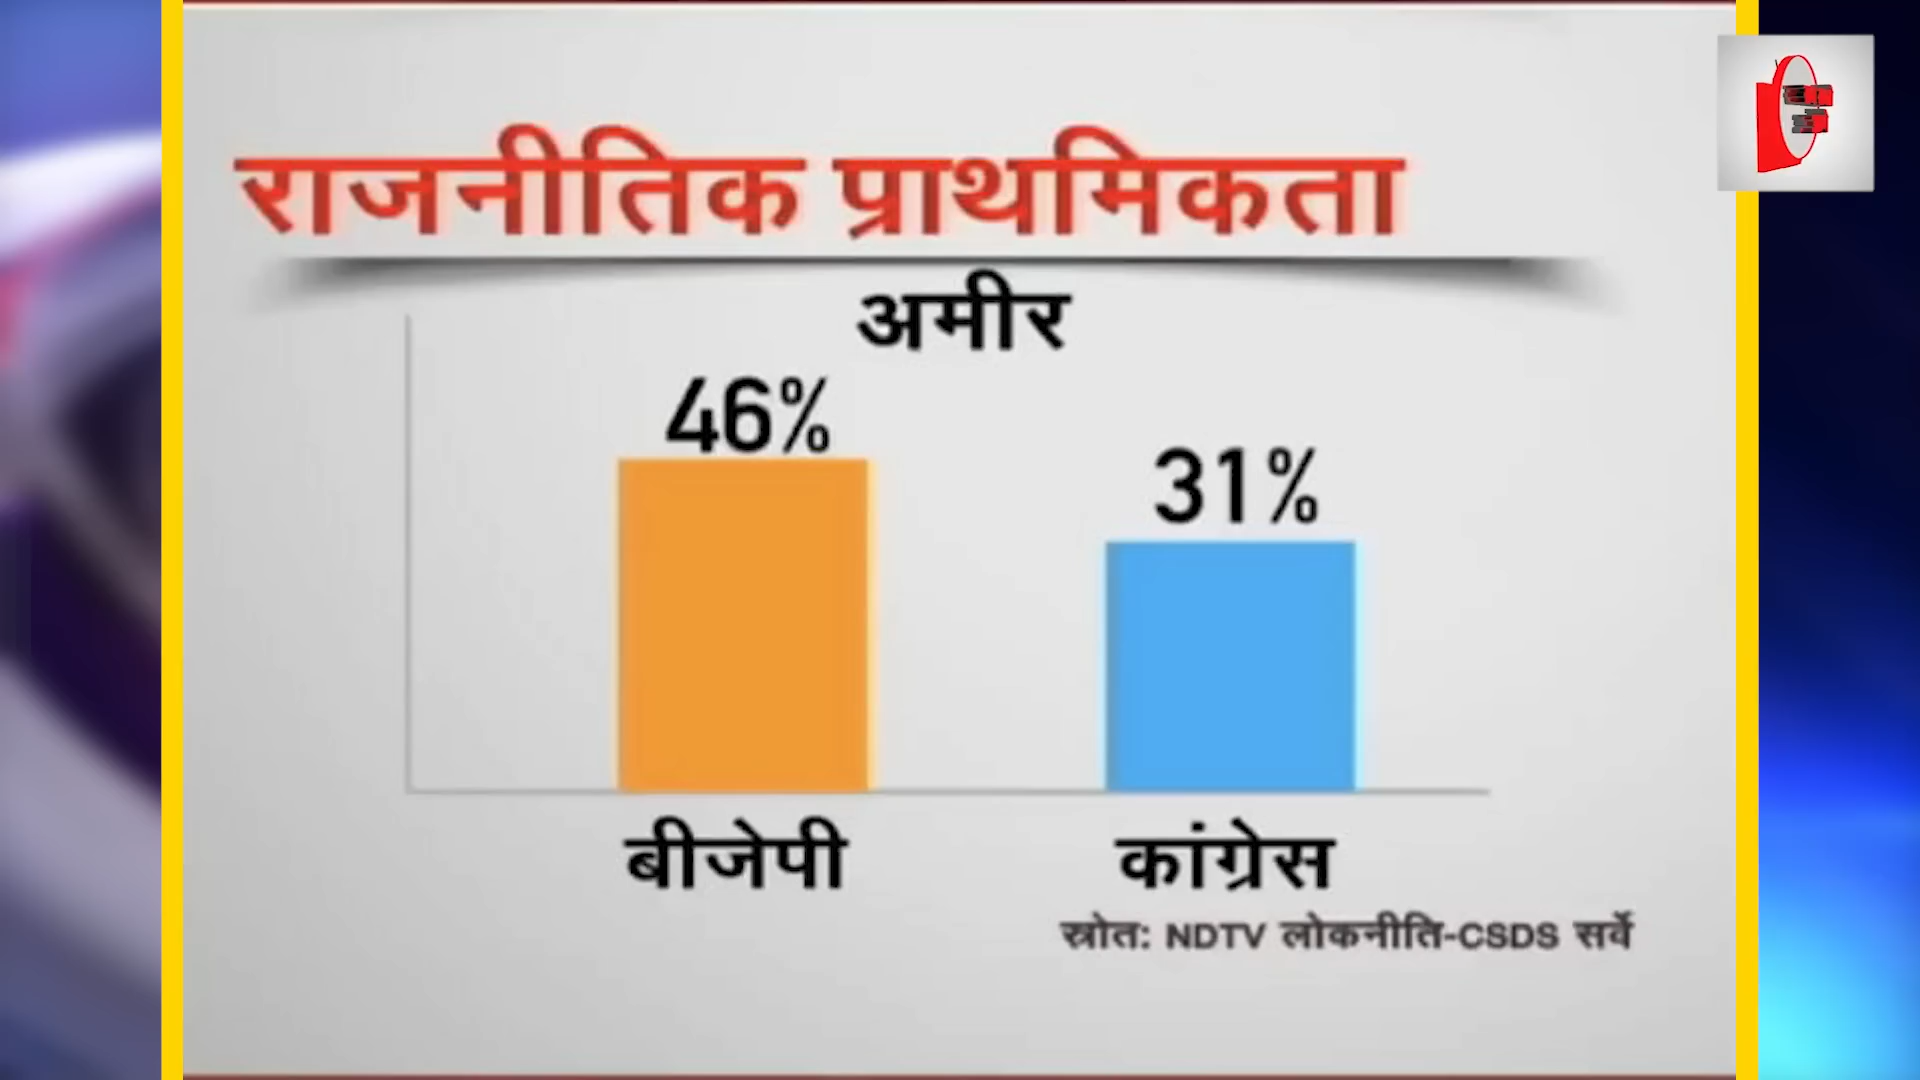 राजनीतिक प्राथमिकता
अमीर
46%
31%
बीजेपी
कांग्रेस
स्रोत: NDTV लोकनीति-CSDS सर्वे